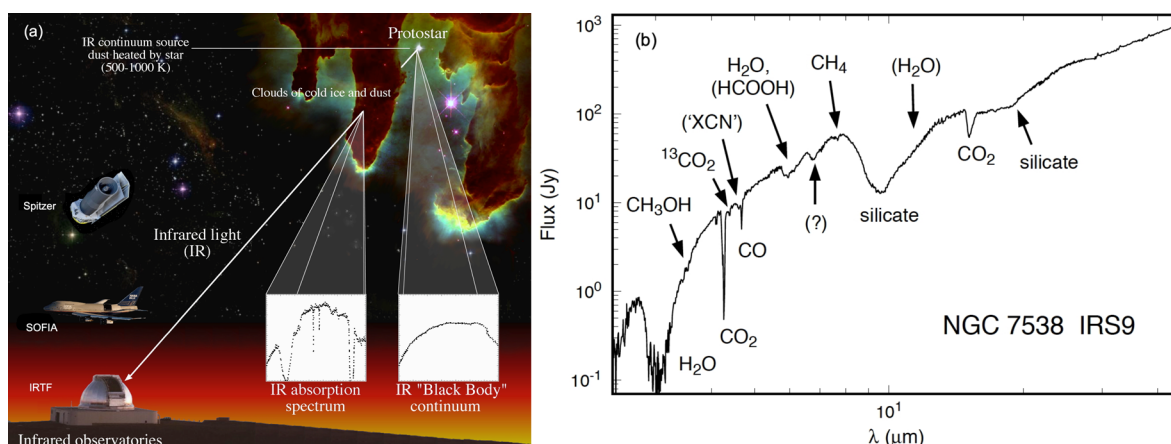 (a)
IR continuum source
dust heated by star
(500-1000 K)
Protostar
Clouds of cold ice and dust
Spitzer
Infrared light
(IR)
SOFIA
IRTF
IR absorption
spectrum
IR "Black Body"
continuum
Infrared observatories
(b)
Flux (Jy)
10³
10²
10¹
10⁰
10⁻¹
H₂O
CH₃OH
¹³CO₂
('XCN')
H₂O,
(HCOOH)
CH₄
(H₂O)
CO₂
CO
(?)
silicate
CO₂
silicate
NGC 7538 IRS9
10¹
λ (μm)